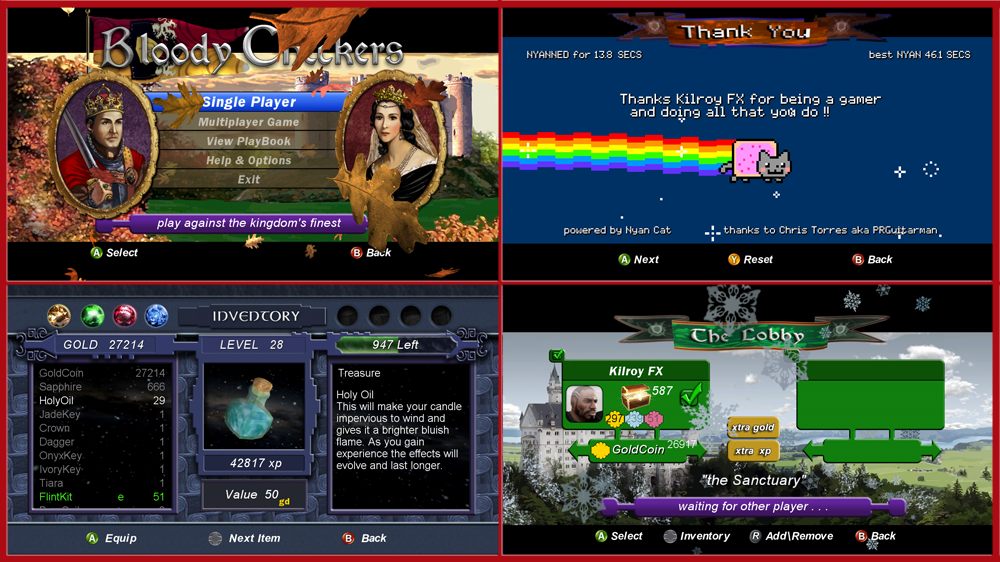 Bloody Checkers
Single Player
Multiplayer Game
View PlayBook
Help & Options
Exit
play against the kingdom's finest
A Select
B Back
Thank You
NYANNED for 13.8 SECS
best NYAN 46.1 SECS
Thanks Kilroy FX for being a gamer
and doing all that you do !!
powered by Nyan Cat
thanks to Chris Torres aka PRGuitarman
A Next
Y Reset
B Back
INVENTORY
GOLD 27214
LEVEL 28
947 Left
GoldCoin 27214
Sapphire 666
HolyOil 29
JadeKey 1
Crown 1
Dagger 1
OnyxKey 1
IvoryKey 1
Tiara 1
FlintKit e 51
42817 xp
Value 50 gd
Treasure
Holy Oil
This will make your candle
impervious to wind and
gives it a brighter bluish
flame. As you gain
experience the effects will
evolve and last longer.
A Equip
Next Item
B Back
The Lobby
Kilroy FX
587
297 239 51
GoldCoin 26917
xtra gold
xtra xp
"the Sanctuary"
waiting for other player . . .
A Select
Inventory
R Add\Remove
B Back